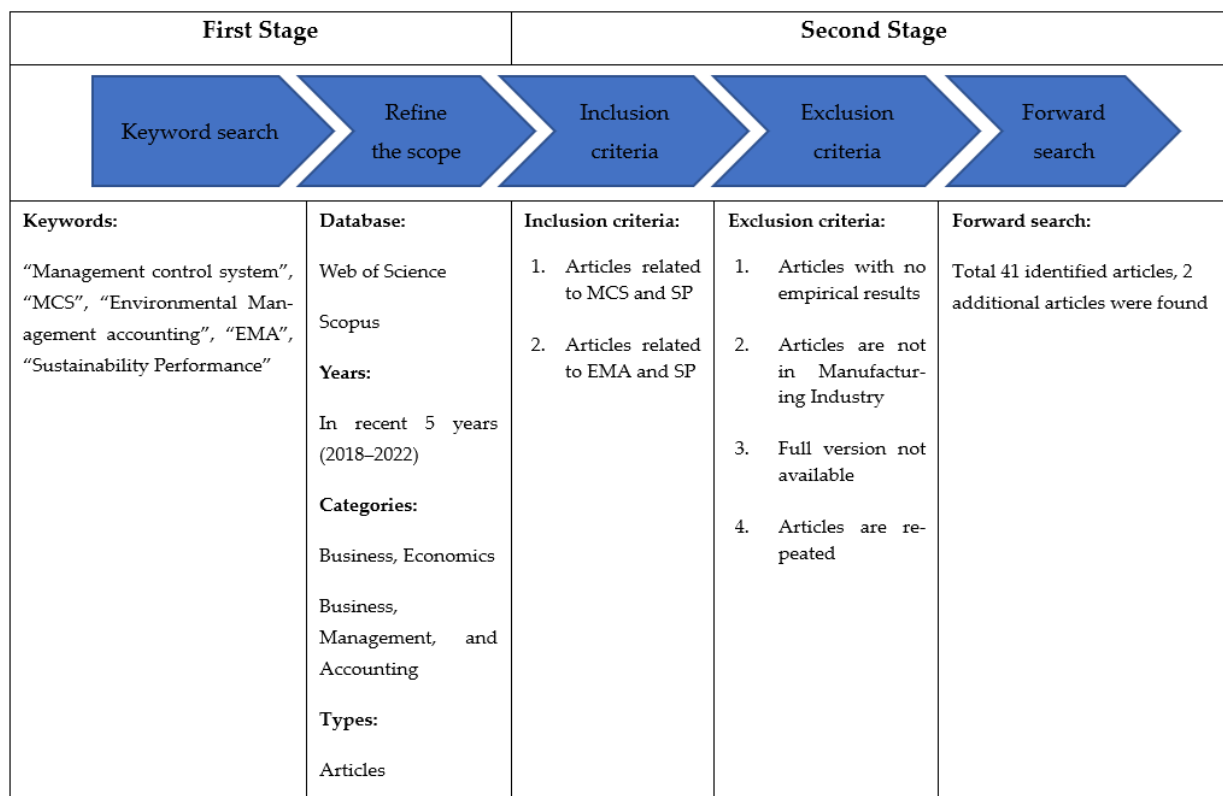 First Stage
Second Stage
Keyword search
Refine
the scope
Inclusion
criteria
Exclusion
criteria
Forward
search
Keywords:
“Management control system”,
“MCS”, “Environmental Man-
agement accounting”, “EMA”,
“Sustainability Performance”
Database:
Web of Science
Scopus
Years:
In recent 5 years
(2018–2022)
Categories:
Business, Economics
Business,
Management, and
Accounting
Types:
Articles
Inclusion criteria:
1. Articles related
to MCS and SP
2. Articles related
to EMA and SP
Exclusion criteria:
1. Articles with no
empirical results
2. Articles are not
in Manufactur-
ing Industry
3. Full version not
available
4. Articles are re-
peated
Forward search:
Total 41 identified articles, 2
additional articles were found